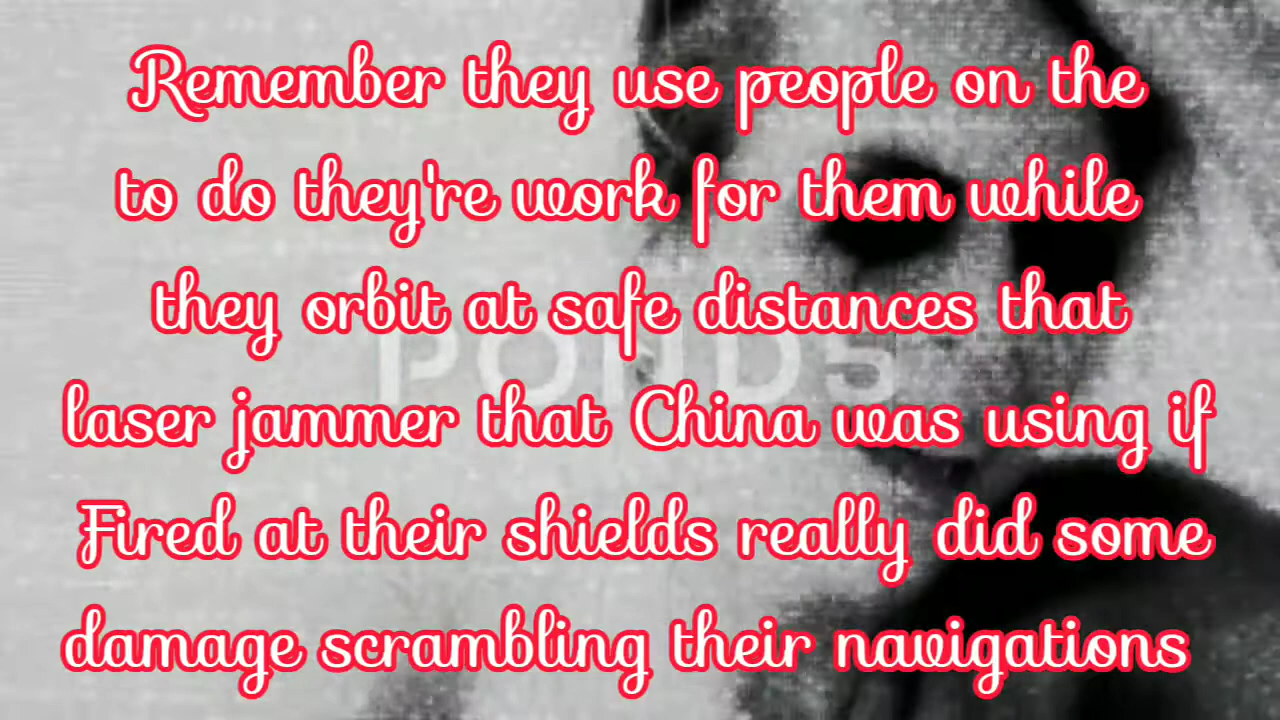 Remember they use people on the
to do they're work for them while
they orbit at safe distances that
POND5
laser jammer that China was using if
Fired at their shields really did some
damage scrambling their navigations